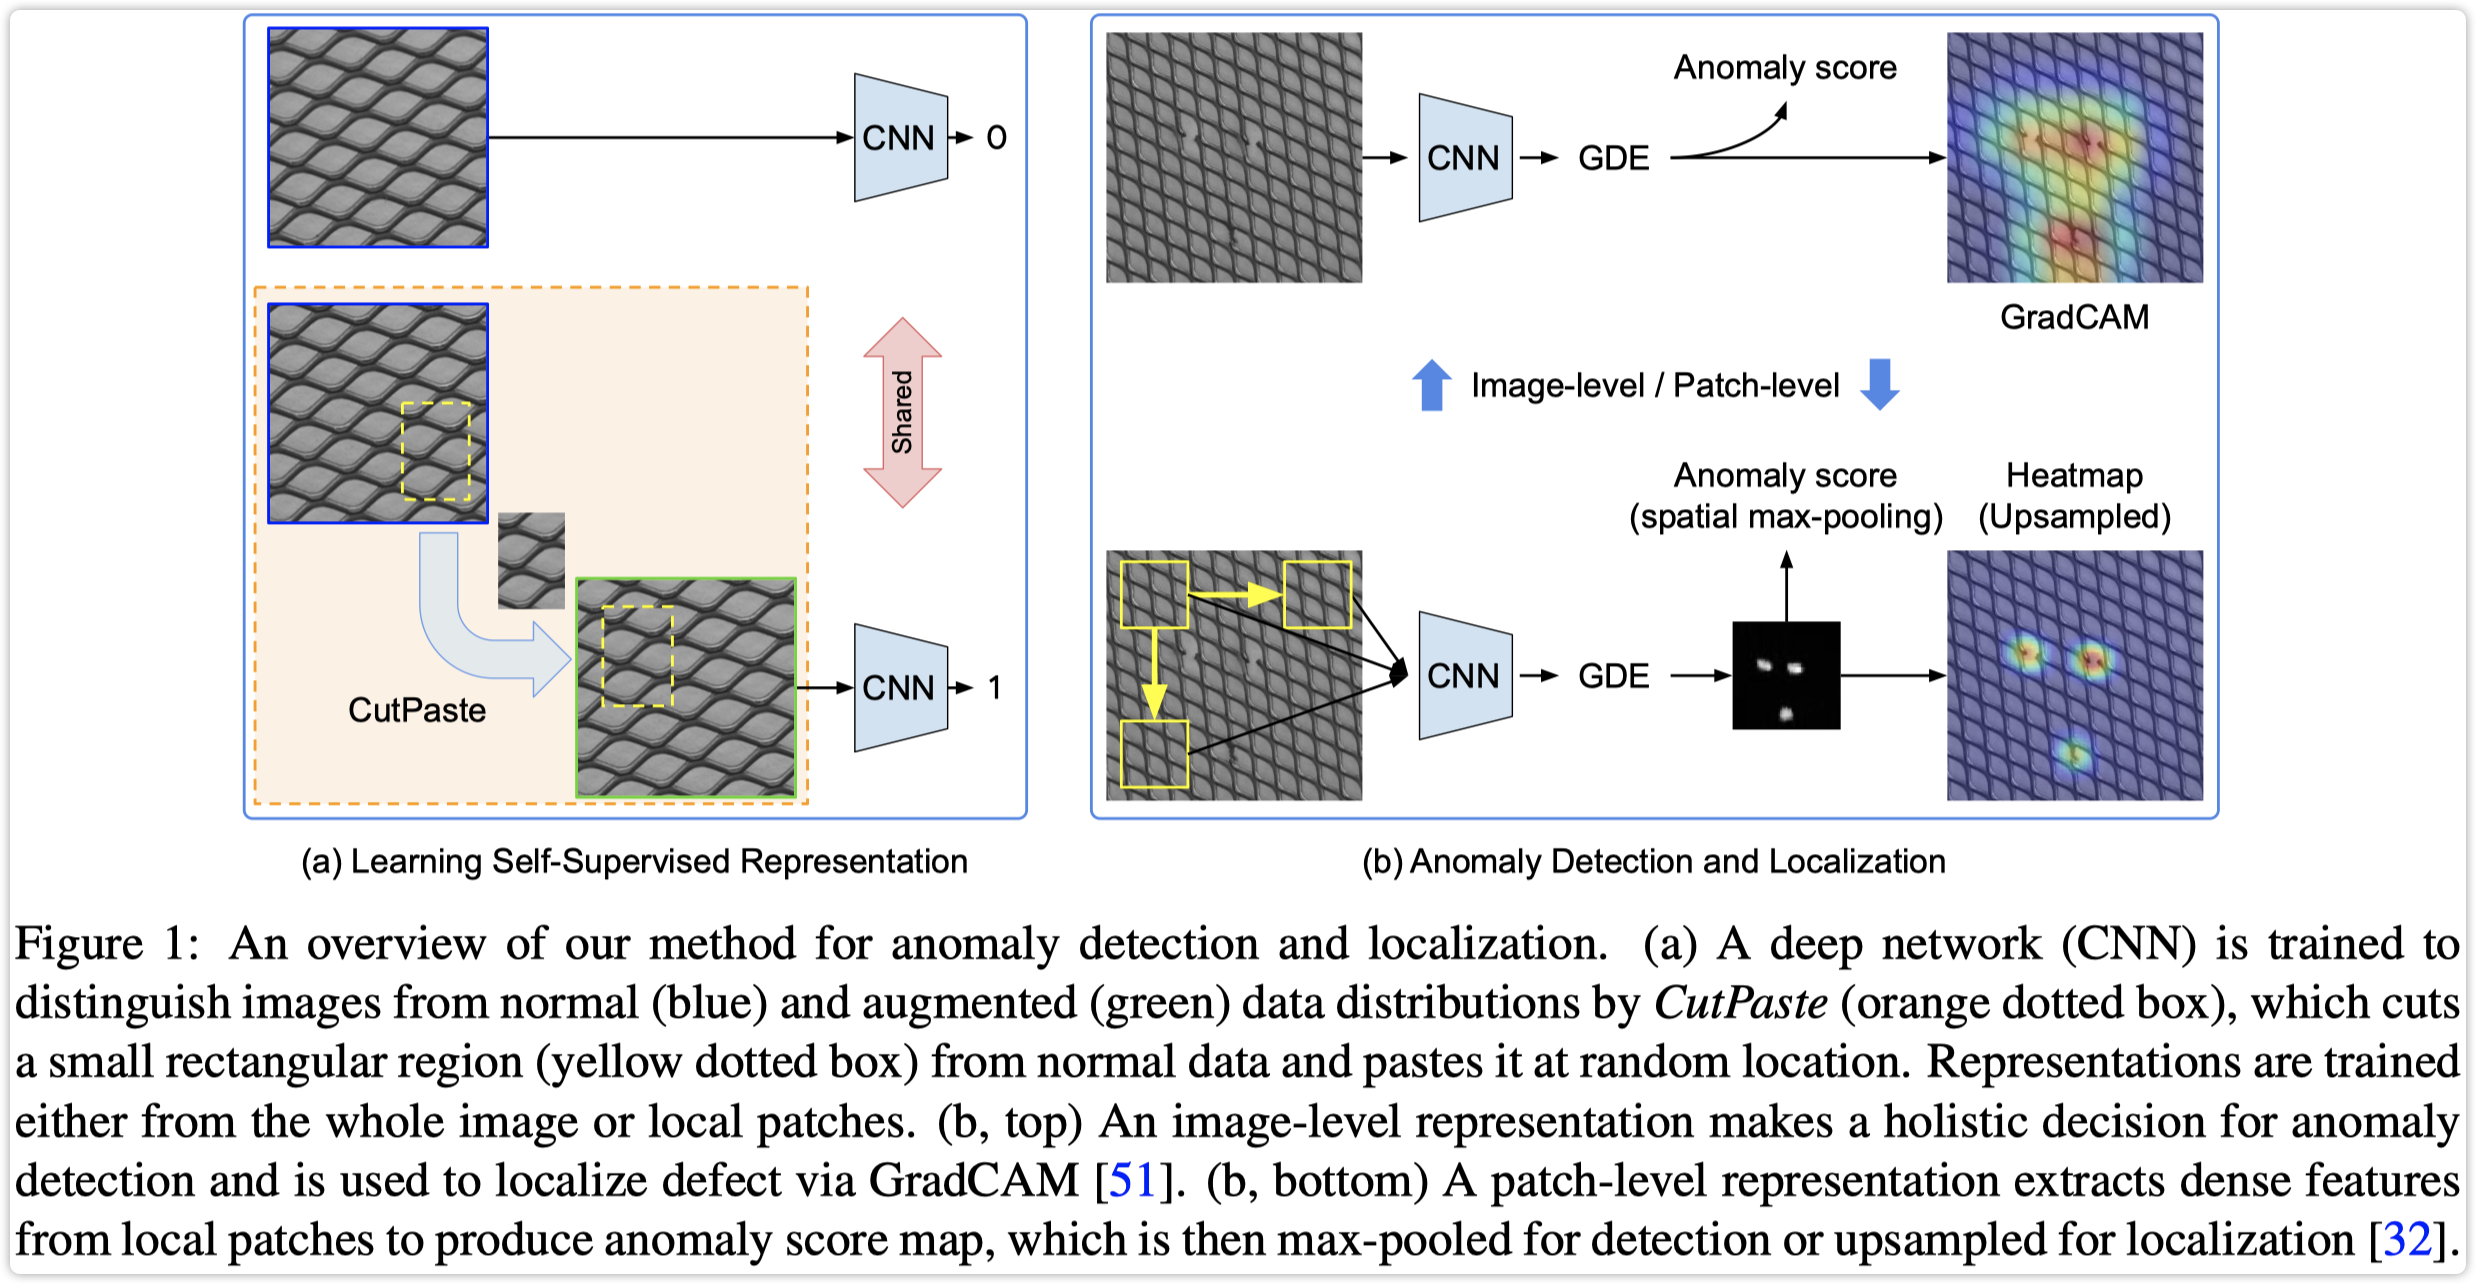 CNN
0
Shared
CutPaste
CNN
1
(a) Learning Self-Supervised Representation
Anomaly score
CNN
GDE
GradCAM
Image-level / Patch-level
Anomaly score
(spatial max-pooling)
Heatmap
(Upsampled)
CNN
GDE
(b) Anomaly Detection and Localization
Figure 1: An overview of our method for anomaly detection and localization. (a) A deep network (CNN) is trained to
distinguish images from normal (blue) and augmented (green) data distributions by CutPaste (orange dotted box), which cuts
a small rectangular region (yellow dotted box) from normal data and pastes it at random location. Representations are trained
either from the whole image or local patches. (b, top) An image-level representation makes a holistic decision for anomaly
detection and is used to localize defect via GradCAM [51]. (b, bottom) A patch-level representation extracts dense features
from local patches to produce anomaly score map, which is then max-pooled for detection or upsampled for localization [32].